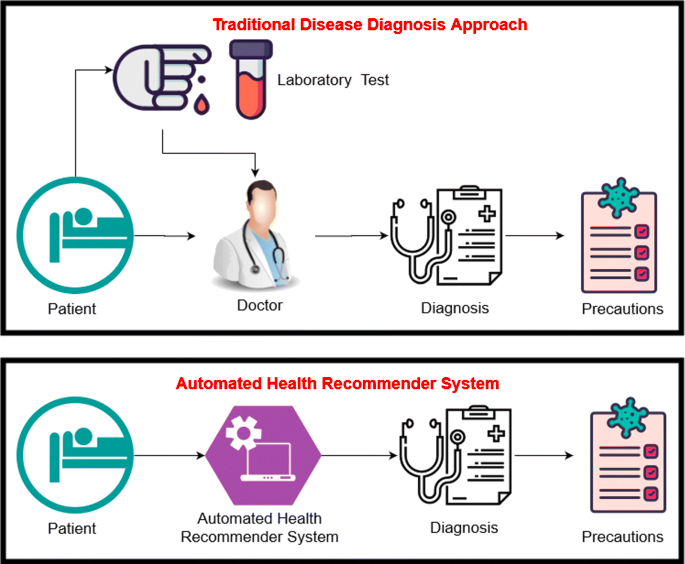 Traditional Disease Diagnosis Approach
Laboratory Test
Patient
Doctor
Diagnosis
Precautions
Automated Health Recommender System
Patient
Automated Health
Recommender System
Diagnosis
Precautions